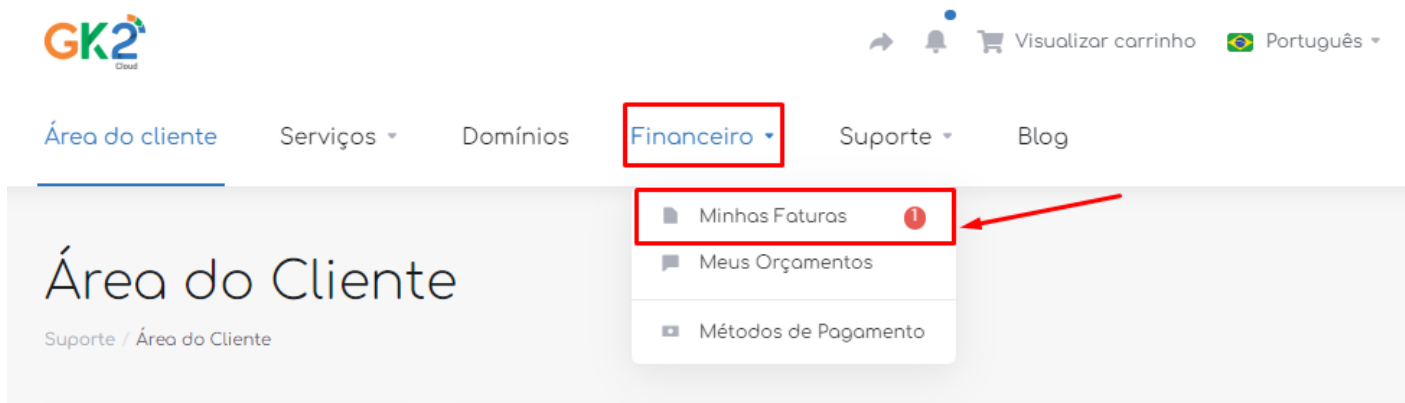 GK2
Cloud
Visualizar carrinho Português
Área do cliente Serviços Domínios Financeiro Suporte Blog
Minhas Faturas 1
Meus Orçamentos
Métodos de Pagamento
Área do Cliente
Suporte / Área do Cliente